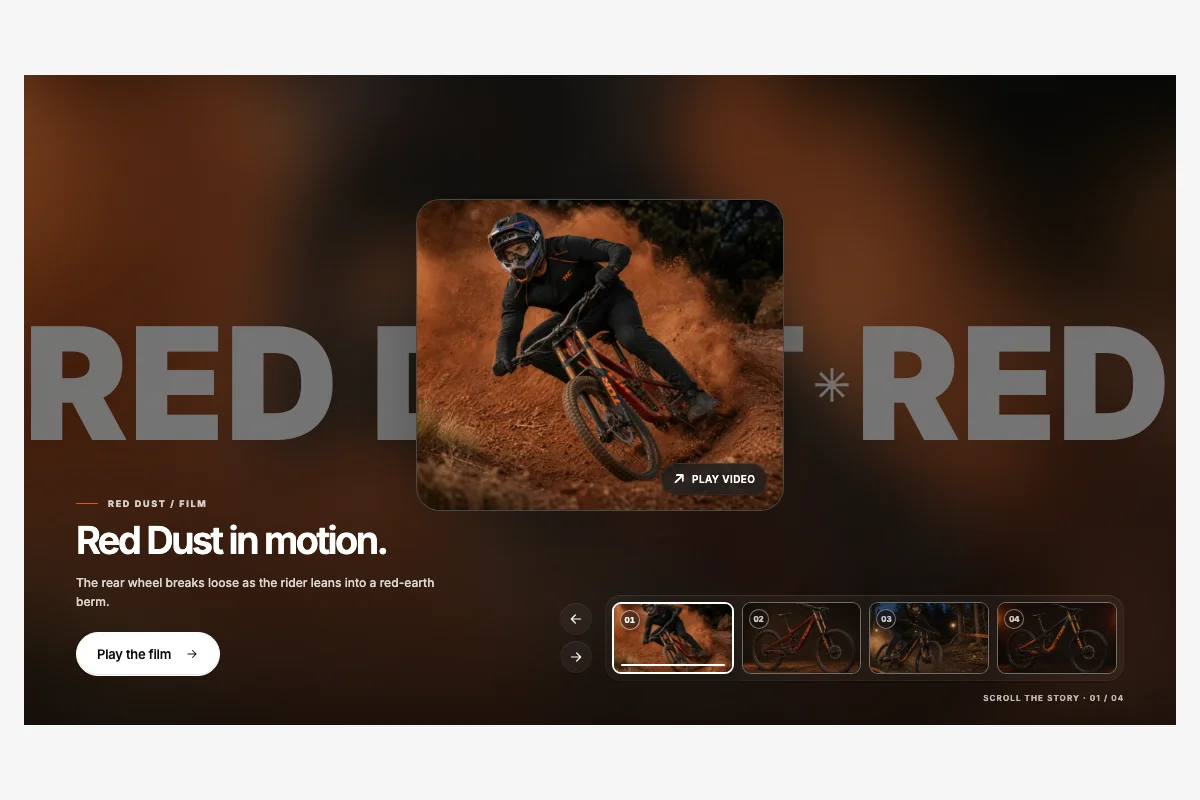 RED D
T ✳ RED
PLAY VIDEO
RED DUST / FILM
Red Dust in motion.
The rear wheel breaks loose as the rider leans into a red-earth
berm.
Play the film →
← 
→
01
02
03
04
SCROLL THE STORY · 01 / 04